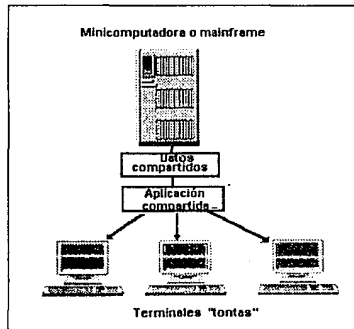 Minicomputadora o mainframe
Datos
compartidos
Aplicación
compartida
Terminales "tontas"